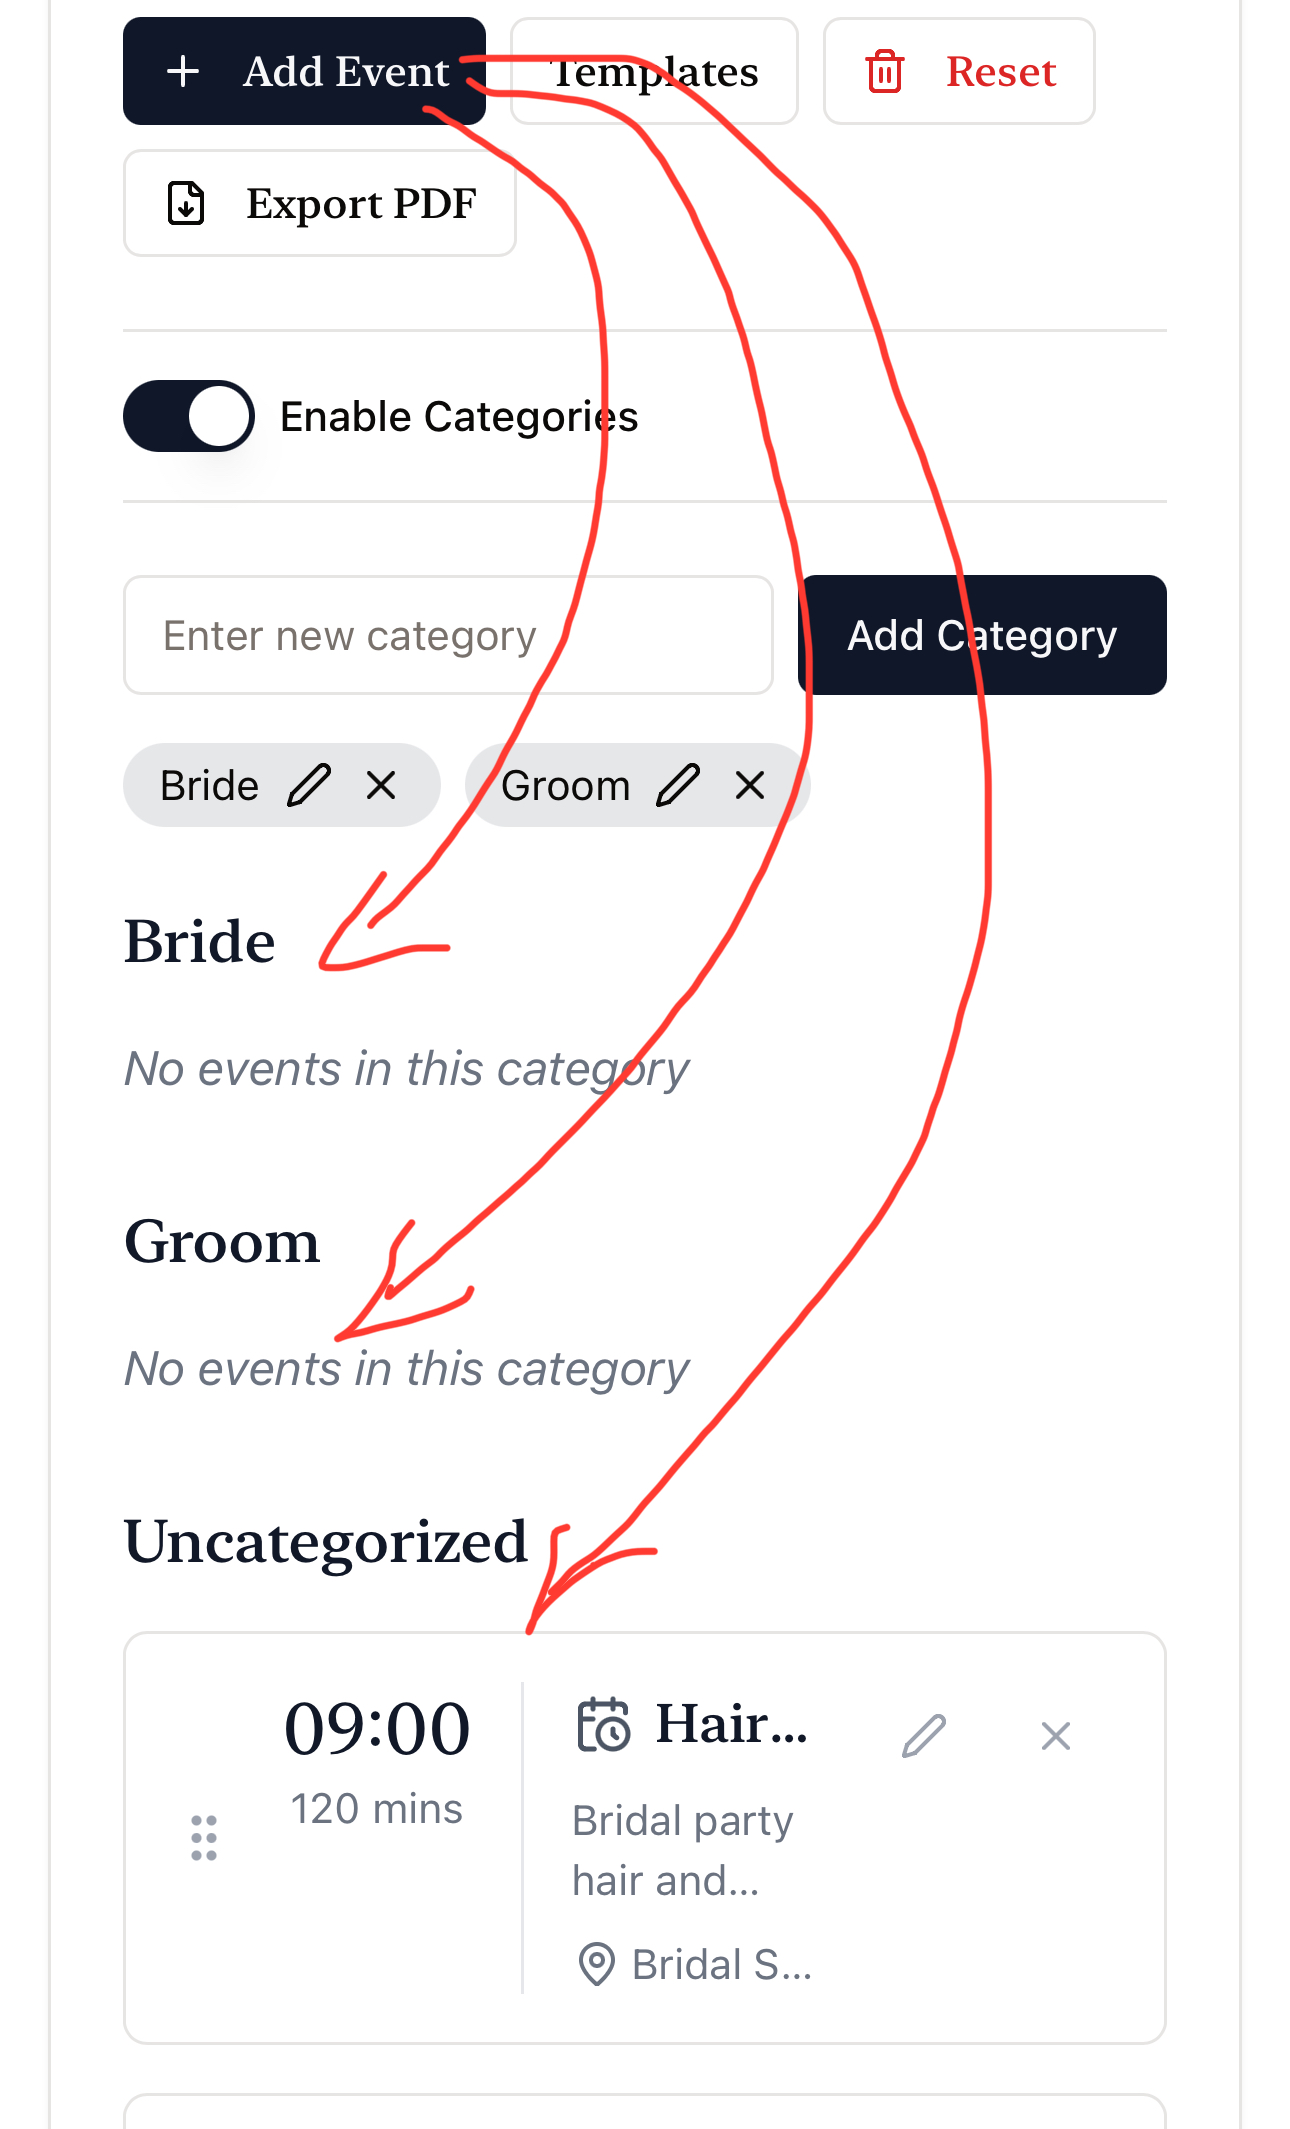 Add Event
Templates
Reset
Export PDF
Enable Categories
Enter new category
Add Category
Bride
Groom
Bride
No events in this category
Groom
No events in this category
Uncategorized
09:00
120 mins
Hair...
Bridal party
hair and...
Bridal S...